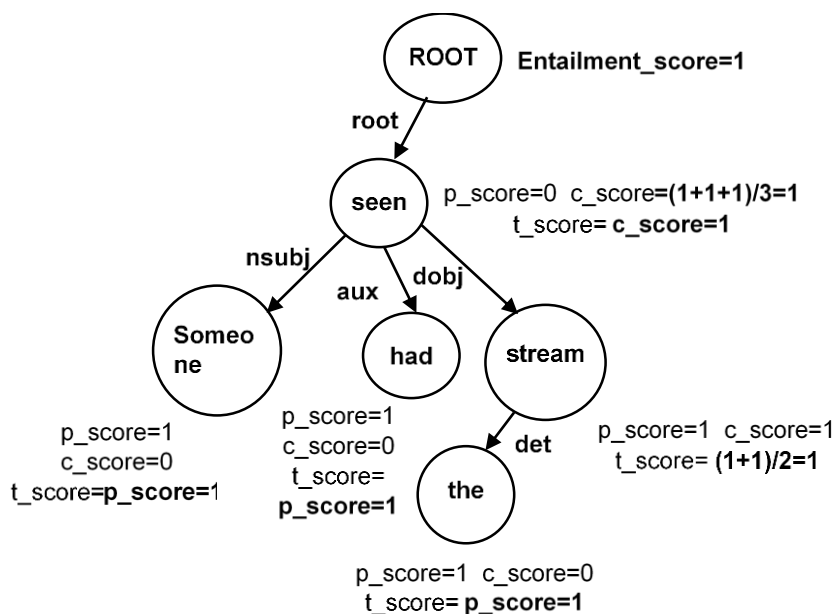 ROOT
Entailment_score=1
root
seen
p_score=0 c_score=(1+1+1)/3=1
t_score= c_score=1
nsubj
aux
dobj
Someo
ne
had
stream
p_score=1
c_score=0
t_score=p_score=1
p_score=1
c_score=0
t_score=
p_score=1
det
p_score=1 c_score=1
t_score= (1+1)/2=1
the
p_score=1 c_score=0
t_score= p_score=1